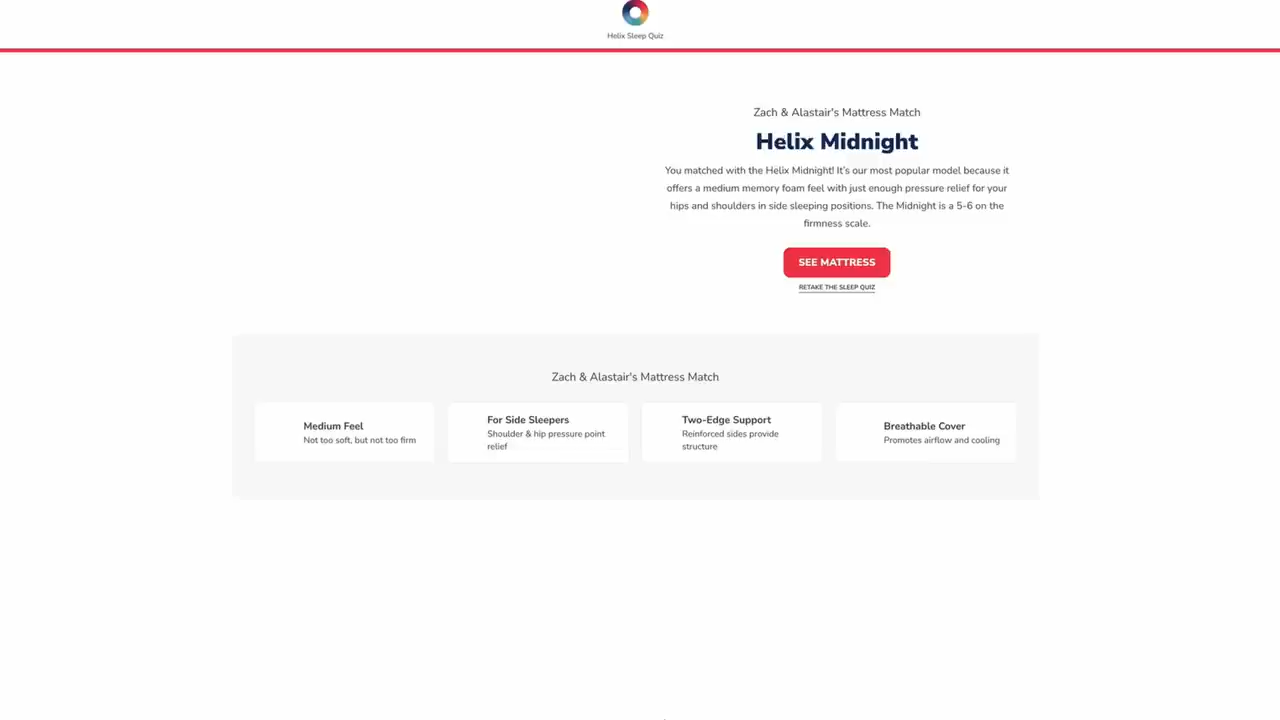 Helix Sleep Quiz
Zach & Alastair's Mattress Match
Helix Midnight
You matched with the Helix Midnight! It's our most popular model because it
offers a medium memory foam feel with just enough pressure relief for your
hips and shoulders in side sleeping positions. The Midnight is a 5-6 on the
firmness scale.
SEE MATTRESS
RETAKE THE SLEEP QUIZ
Zach & Alastair's Mattress Match
Medium Feel
Not too soft, but not too firm
For Side Sleepers
Shoulder & hip pressure point
relief
Two-Edge Support
Reinforced sides provide
structure
Breathable Cover
Promotes airflow and cooling